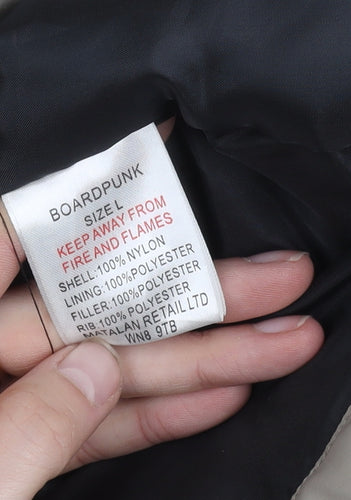 BOARDPUNK
SIZE L
KEEP AWAY FROM
FIRE AND FLAMES
SHELL:100% NYLON
LINING:100%POLYESTER
FILLER:100%POLYESTER
RIB:100% POLYESTER
MATALAN RETAIL LTD
WN8 9TB